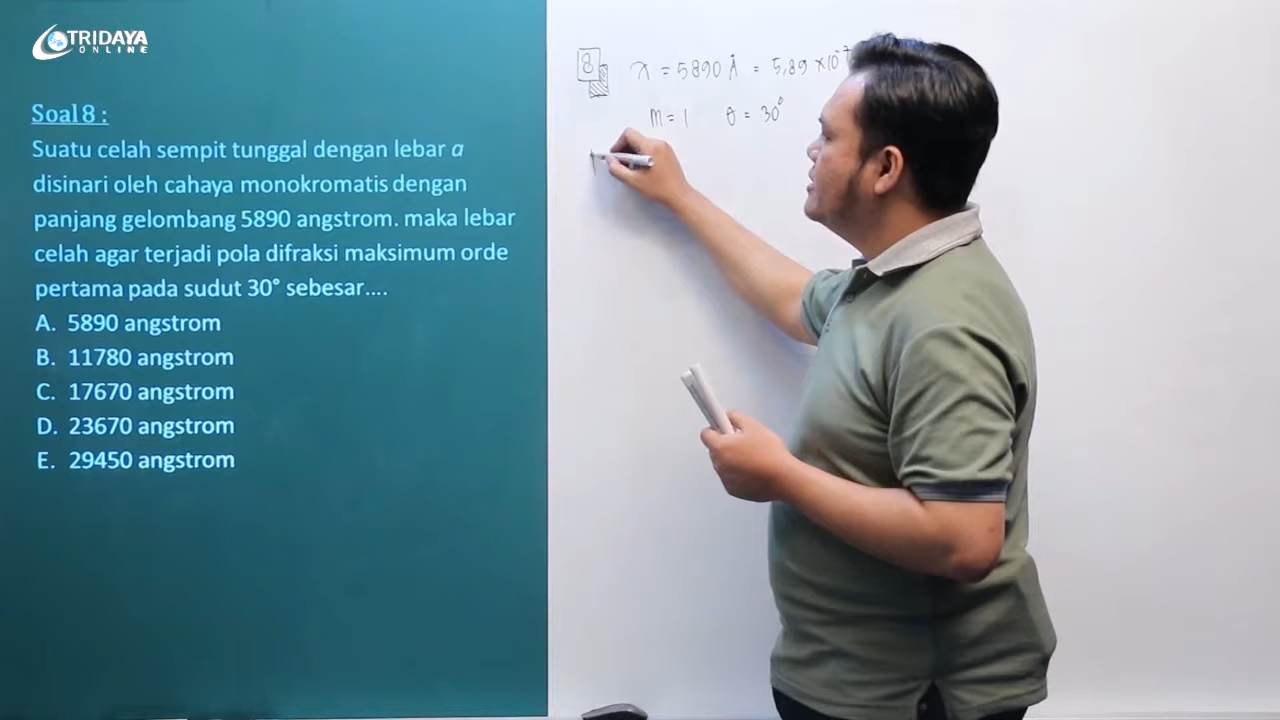 TRIDAYA
ONLINE
Soal 8 :
Suatu celah sempit tunggal dengan lebar a
disinari oleh cahaya monokromatis dengan
panjang gelombang 5890 angstrom. maka lebar
celah agar terjadi pola difraksi maksimum orde
pertama pada sudut 30° sebesar....
A. 5890 angstrom
B. 11780 angstrom
C. 17670 angstrom
D. 23670 angstrom
E. 29450 angstrom
8 λ = 5890 Å = 5,89 × 10⁻⁷
m = 1 θ = 30°